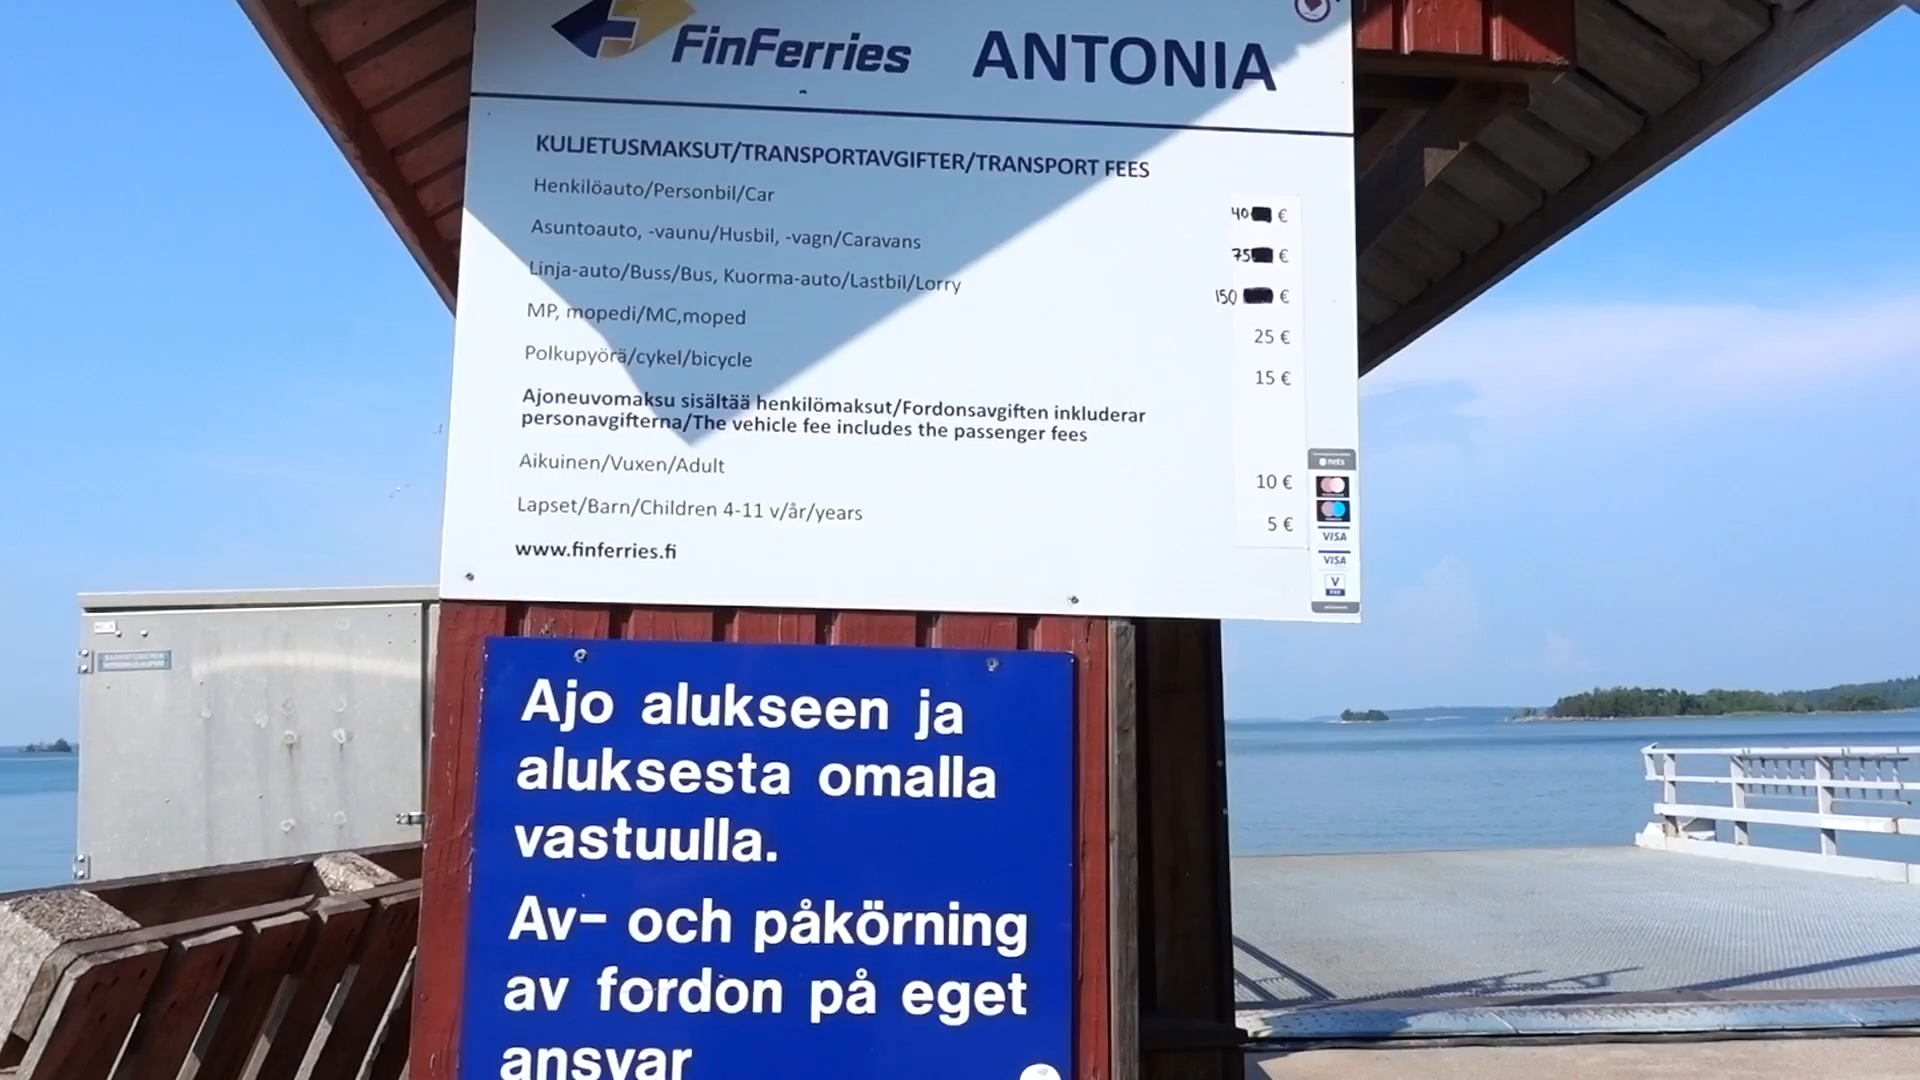 FinFerries ANTONIA
KULJETUSMAKSUT/TRANSPORTAVGIFTER/TRANSPORT FEES
Henkilöauto/Personbil/Car 40 €
Asuntoauto, -vaunu/Husbil, -vagn/Caravans 75 €
Linja-auto/Buss/Bus, Kuorma-auto/Lastbil/Lorry 150 €
MP, mopedi/MC,moped 25 €
Polkupyörä/cykel/bicycle 15 €
Ajoneuvomaksu sisältää henkilömaksut/Fordonsavgiften inkluderar
personavgifterna/The vehicle fee includes the passenger fees
Aikuinen/Vuxen/Adult 10 €
Lapset/Barn/Children 4-11 v/år/years 5 €
www.finferries.fi
nets
VISA
VISA
V
Ajo alukseen ja
aluksesta omalla
vastuulla.
Av- och påkörning
av fordon på eget
ansvar